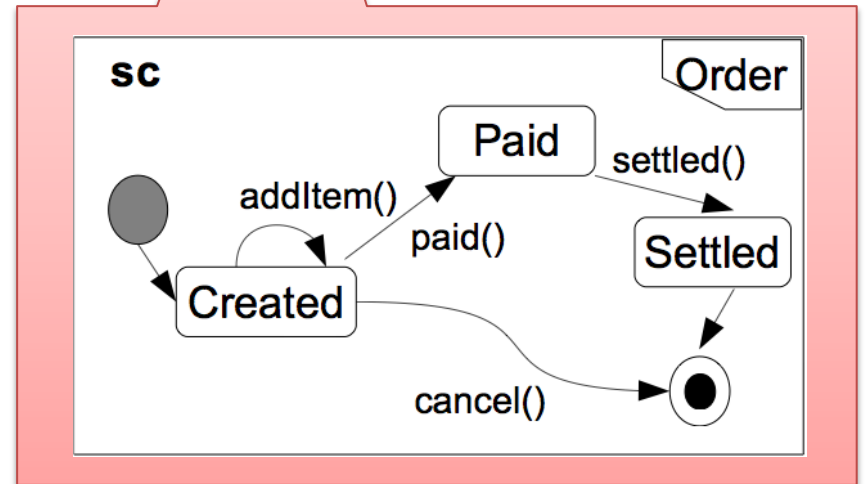 sc
Order
Paid
settled()
addItem()
paid()
Settled
Created
cancel()